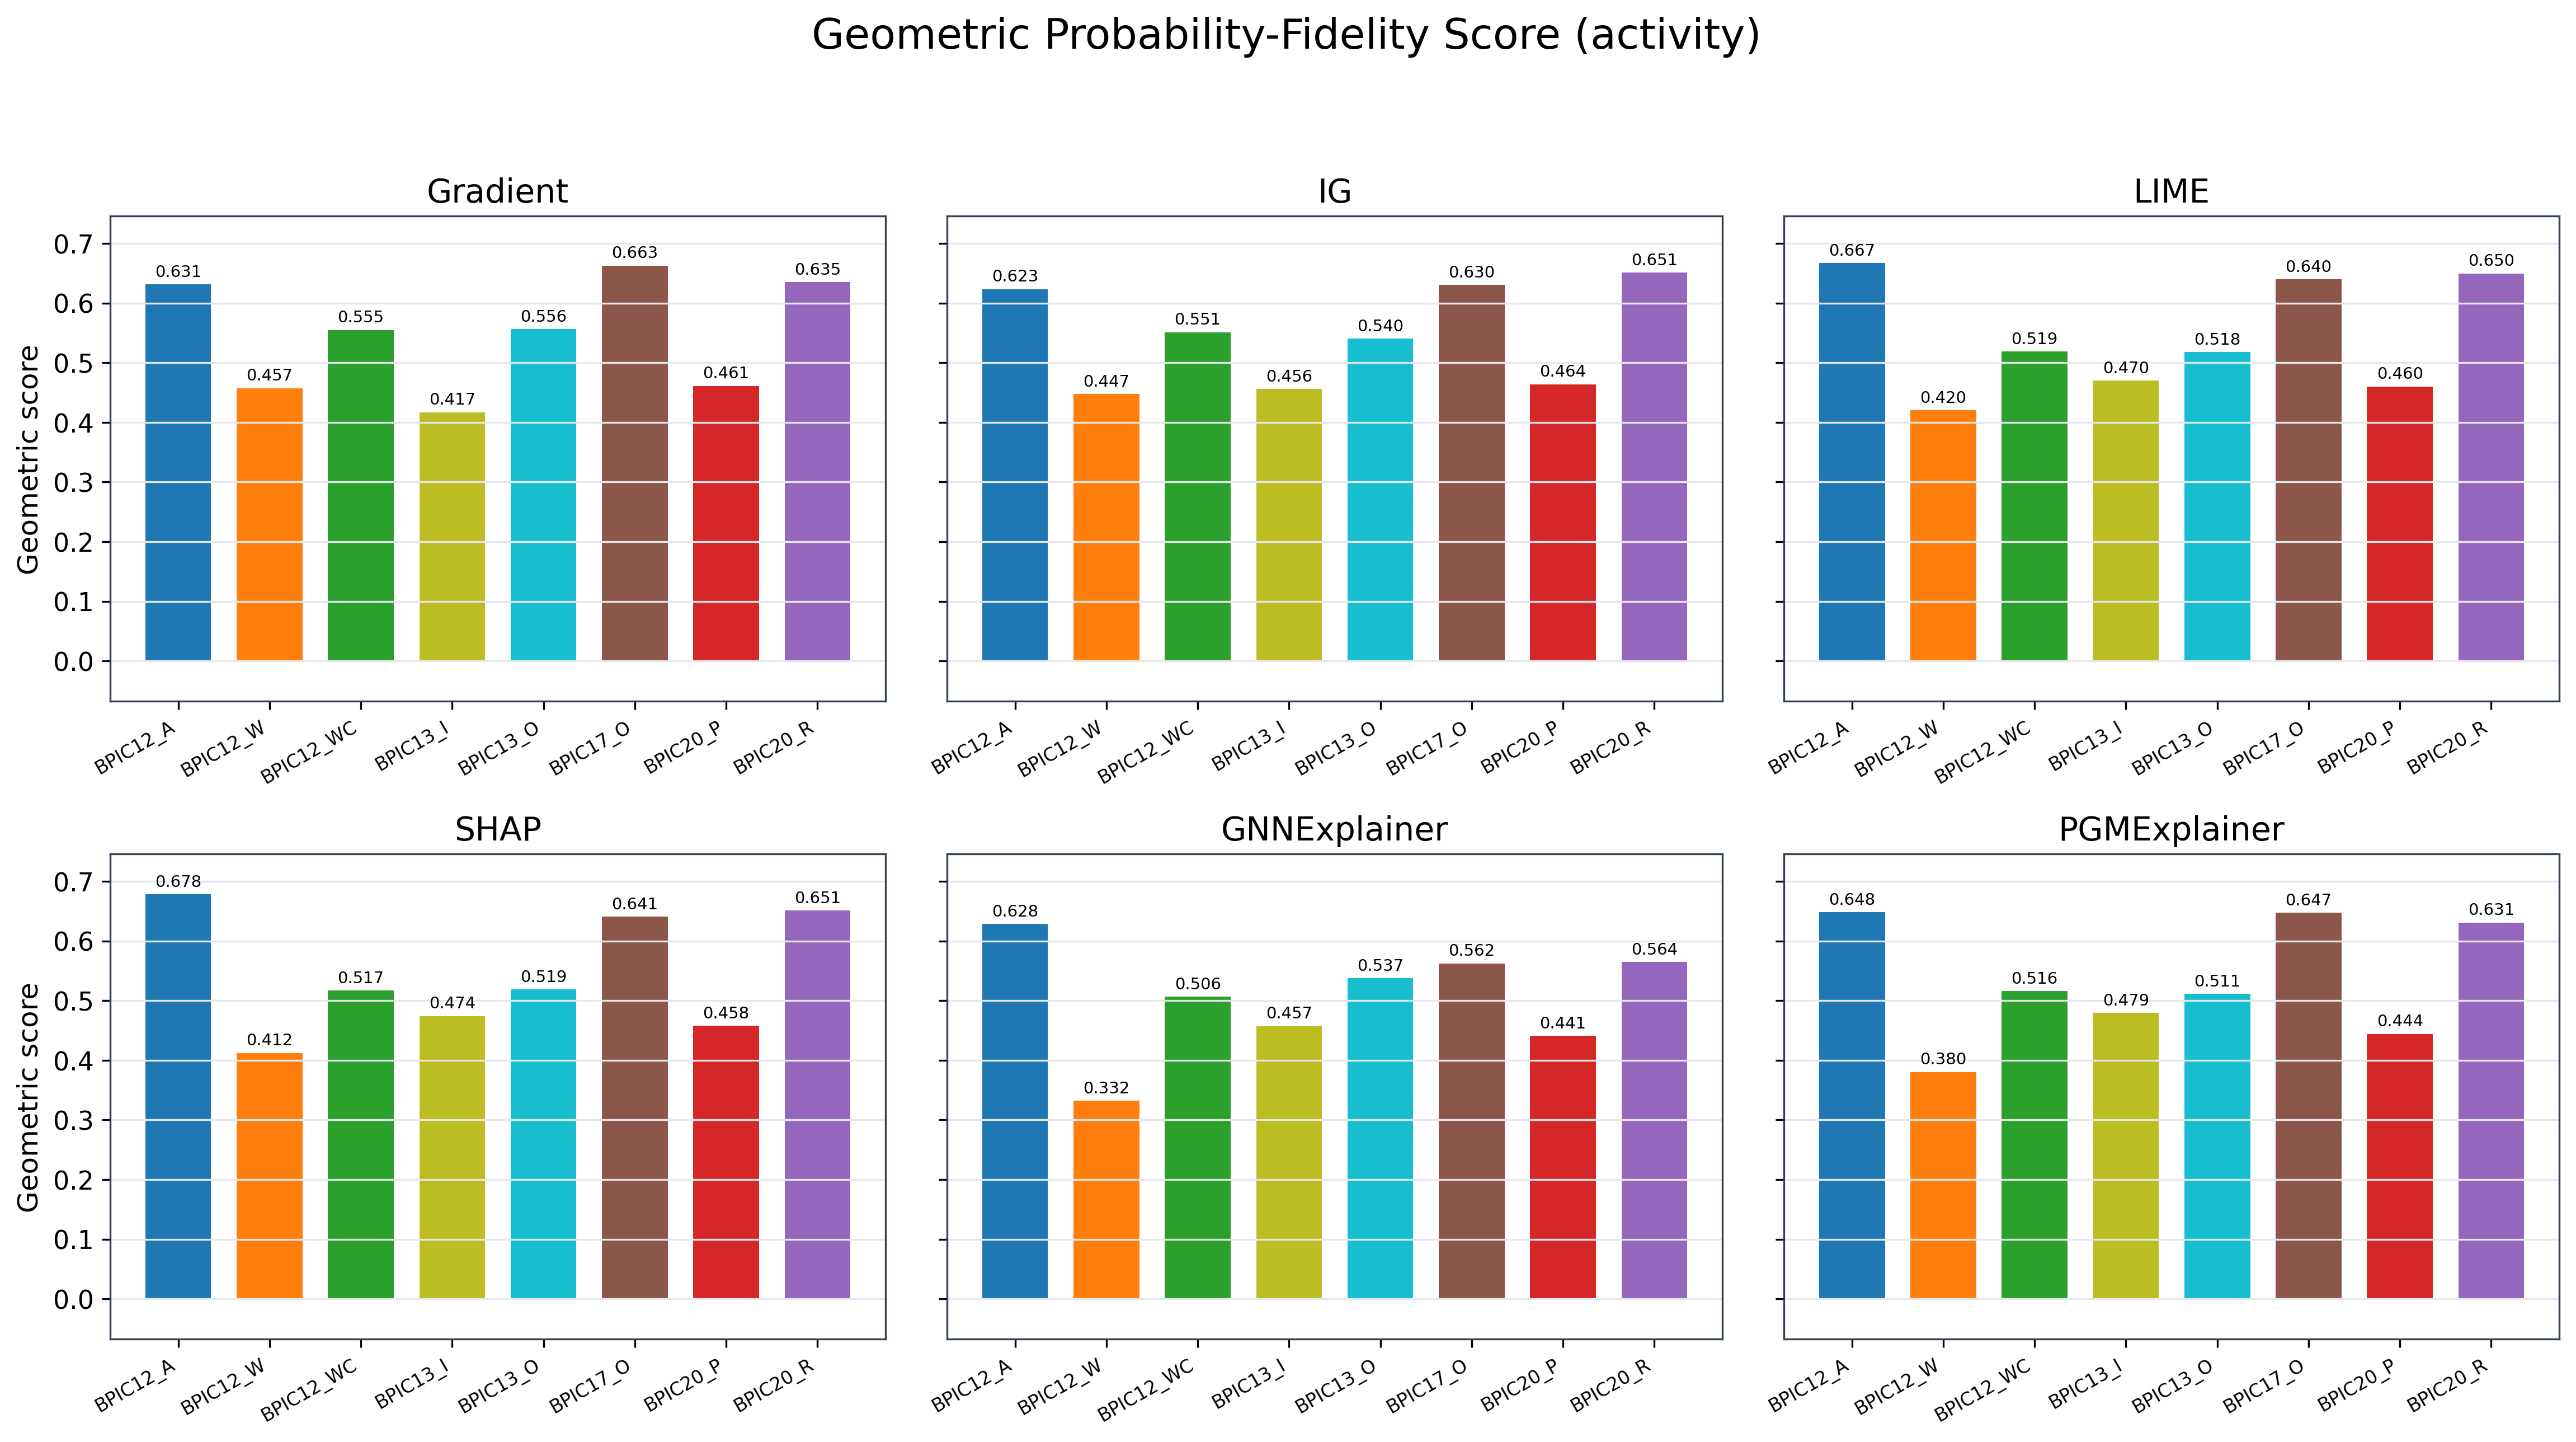 Geometric Probability-Fidelity Score (activity)
Gradient
Geometric score
0.7
0.6
0.5
0.4
0.3
0.2
0.1
0.0
0.631
0.457
0.555
0.417
0.556
0.663
0.461
0.635
BPIC12_A
BPIC12_W
BPIC12_WC
BPIC13_I
BPIC13_O
BPIC17_O
BPIC20_P
BPIC20_R
IG
0.623
0.447
0.551
0.456
0.540
0.630
0.464
0.651
BPIC12_A
BPIC12_W
BPIC12_WC
BPIC13_I
BPIC13_O
BPIC17_O
BPIC20_P
BPIC20_R
LIME
0.667
0.420
0.519
0.470
0.518
0.640
0.460
0.650
BPIC12_A
BPIC12_W
BPIC12_WC
BPIC13_I
BPIC13_O
BPIC17_O
BPIC20_P
BPIC20_R
SHAP
Geometric score
0.7
0.6
0.5
0.4
0.3
0.2
0.1
0.0
0.678
0.412
0.517
0.474
0.519
0.641
0.458
0.651
BPIC12_A
BPIC12_W
BPIC12_WC
BPIC13_I
BPIC13_O
BPIC17_O
BPIC20_P
BPIC20_R
GNNExplainer
0.628
0.332
0.506
0.457
0.537
0.562
0.441
0.564
BPIC12_A
BPIC12_W
BPIC12_WC
BPIC13_I
BPIC13_O
BPIC17_O
BPIC20_P
BPIC20_R
PGMExplainer
0.648
0.380
0.516
0.479
0.511
0.647
0.444
0.631
BPIC12_A
BPIC12_W
BPIC12_WC
BPIC13_I
BPIC13_O
BPIC17_O
BPIC20_P
BPIC20_R